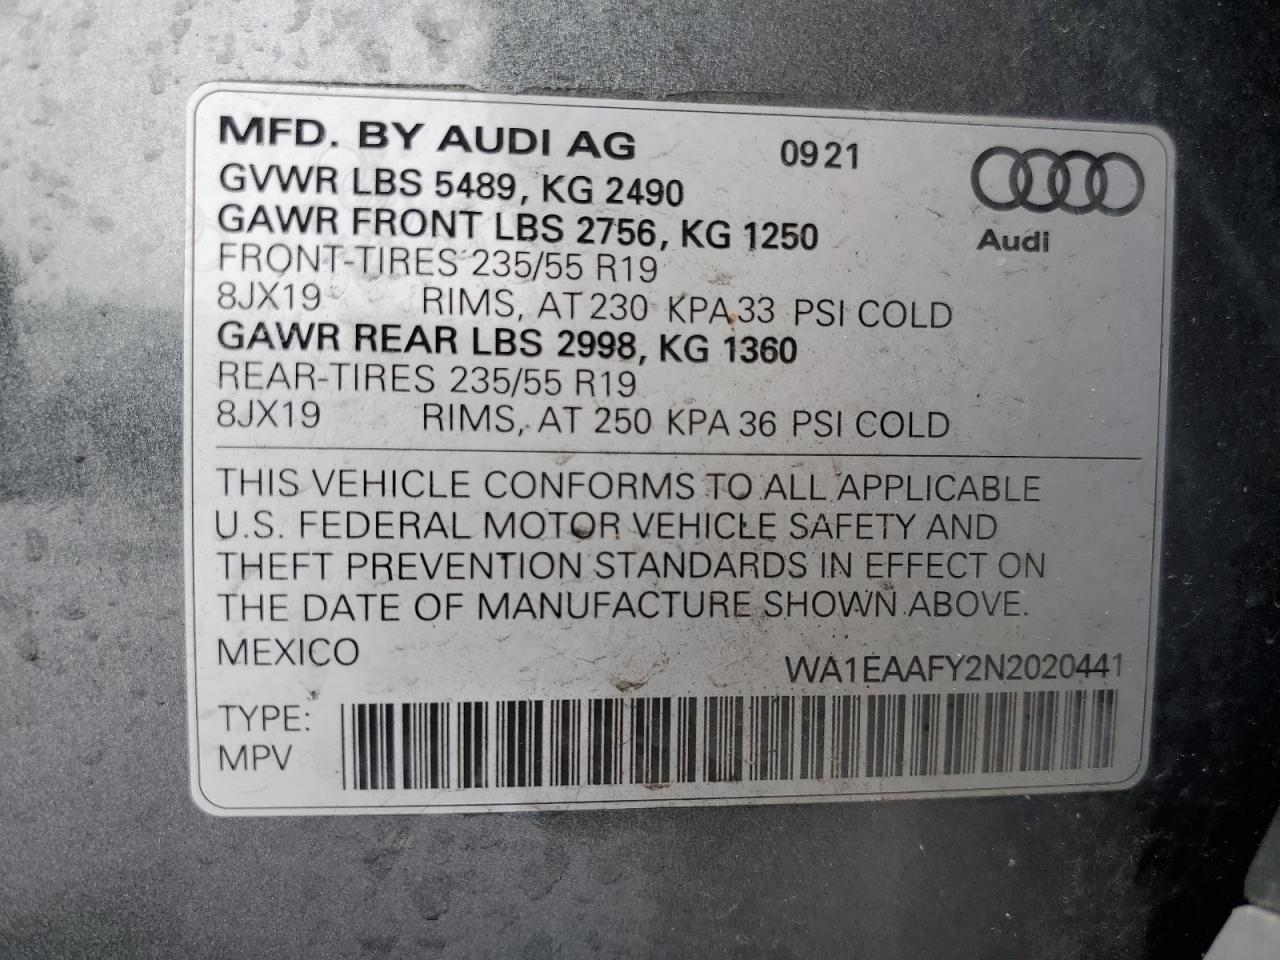 MFD. BY AUDI AG 0921
GVWR LBS 5489, KG 2490
GAWR FRONT LBS 2756, KG 1250
Audi
FRONT-TIRES 235/55 R19
8JX19 RIMS, AT 230 KPA 33 PSI COLD
GAWR REAR LBS 2998, KG 1360
REAR-TIRES 235/55 R19
8JX19 RIMS, AT 250 KPA 36 PSI COLD
THIS VEHICLE CONFORMS TO ALL APPLICABLE
U.S. FEDERAL MOTOR VEHICLE SAFETY AND
THEFT PREVENTION STANDARDS IN EFFECT ON
THE DATE OF MANUFACTURE SHOWN ABOVE.
MEXICO
WA1EAAFY2N2020441
TYPE:
MPV